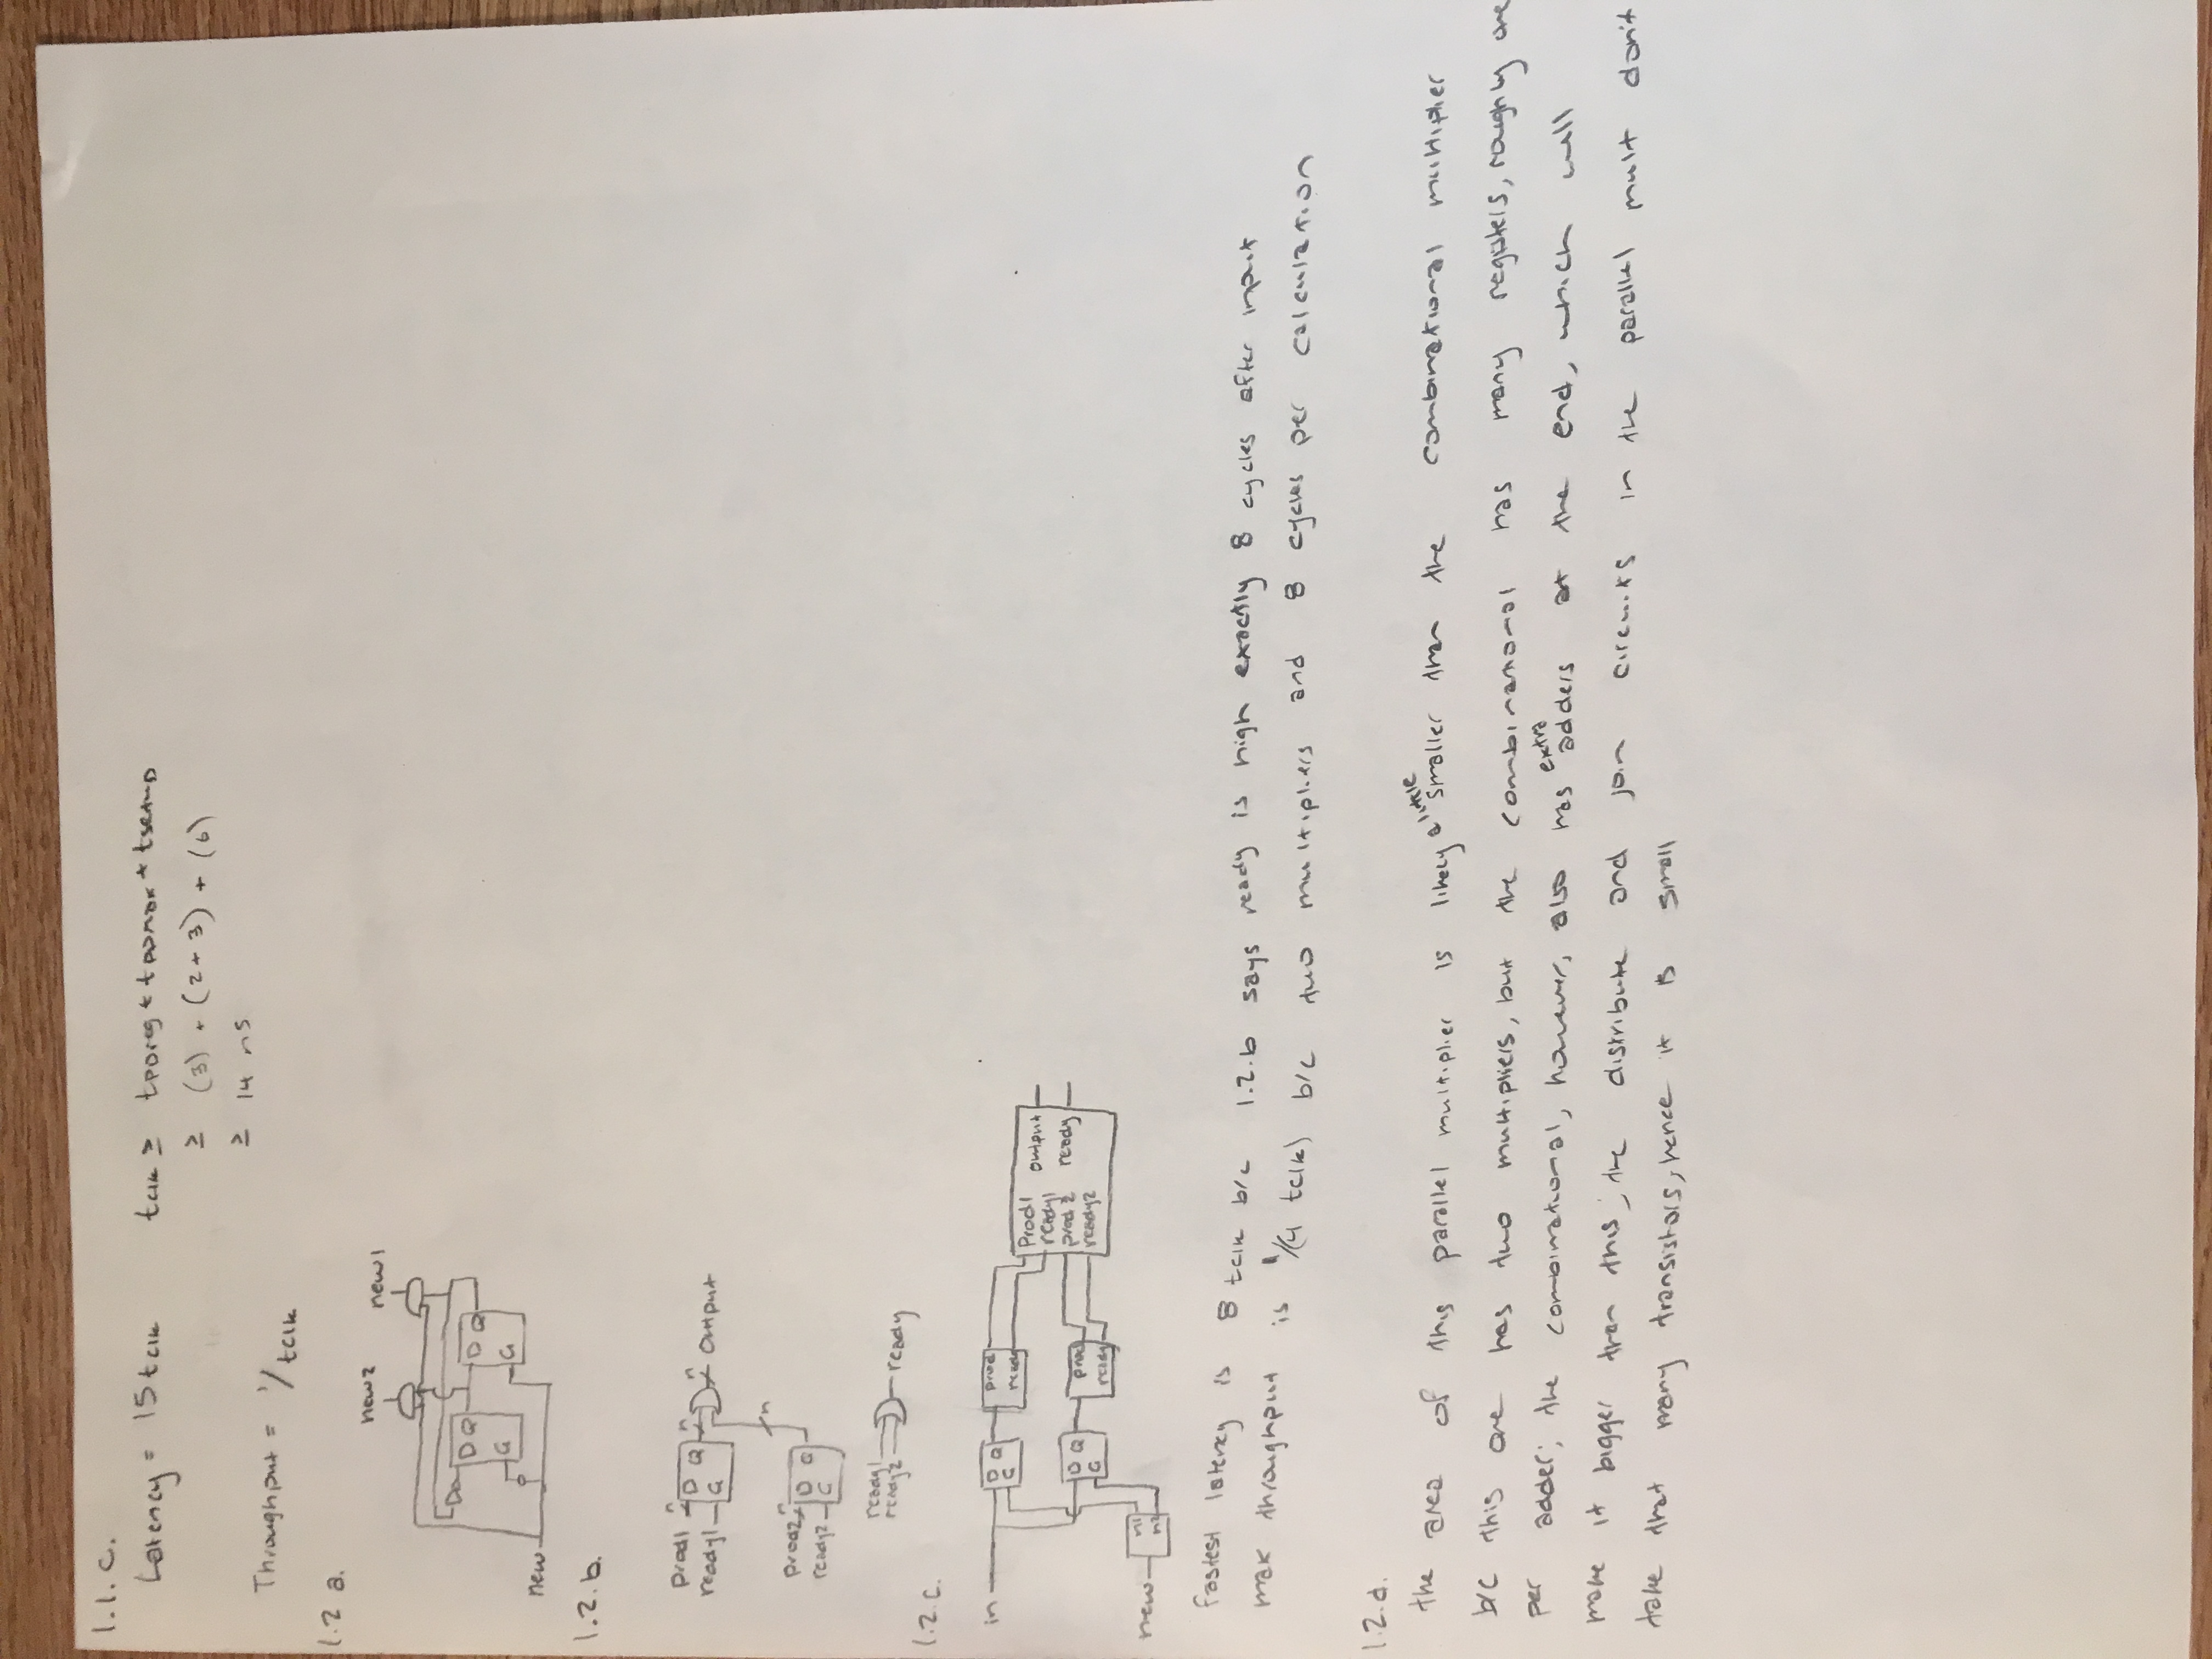 1.1. c.
Latency = 15 tclk tclk ≥ tPDreg + tPDmax + tsetup
≥ (3) + (2+3) + (6)
≥ 14 ns
Throughput = 1/tclk
1.2 a.
new2 new1
D Q D Q
G G
new
1.2.b.
prod1 n D Q n n output
ready1 G
n
prod2 n D Q
ready2 G
ready1
ready2 ready
1.2.c.
in D Q prod
G ready
Prod1 output
ready1
D Q prod prod2 ready
G ready ready2
new n1
n2
fastest latency is 8 tclk b/c 1.2.b says ready is high exactly 8 cycles after input
max throughput is 1/(4 tclk) b/c two multipliers and 8 cycles per calculation
1.2.d.
the area of this parallel multiplier is likely a little smaller than the combinational multiplier
b/c this one has two multipliers, but the combinational has many registers, roughly one
per adder; the combinational, however, also has extra adders at the end, which will
make it bigger than this; the distribute and join circuits in the parallel mult don't
take that many transistors, hence it is small